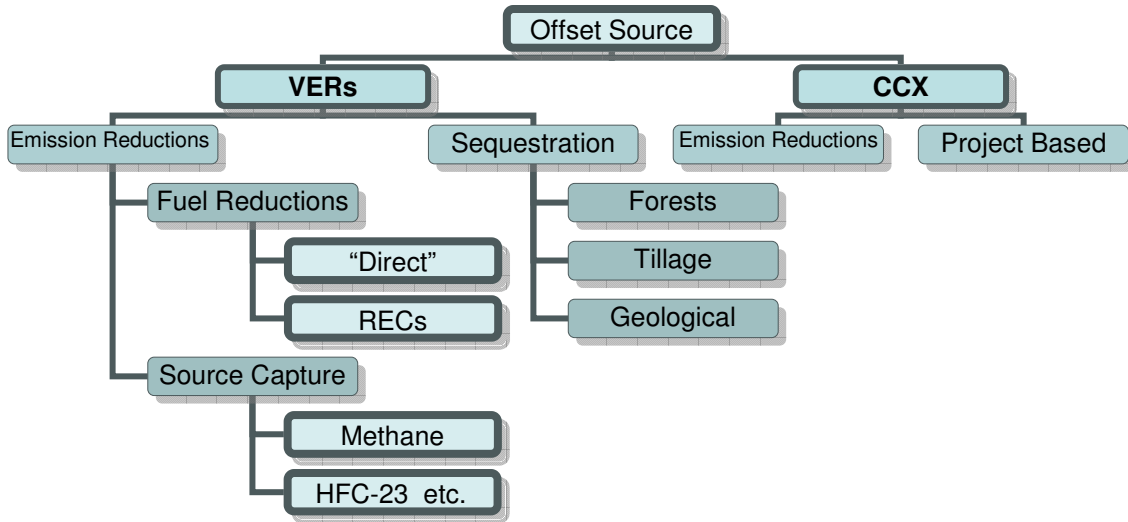 Offset Source
VERs
CCX
Emission Reductions
Sequestration
Emission Reductions
Project Based
Fuel Reductions
Forests
“Direct”
Tillage
RECs
Geological
Source Capture
Methane
HFC-23 etc.